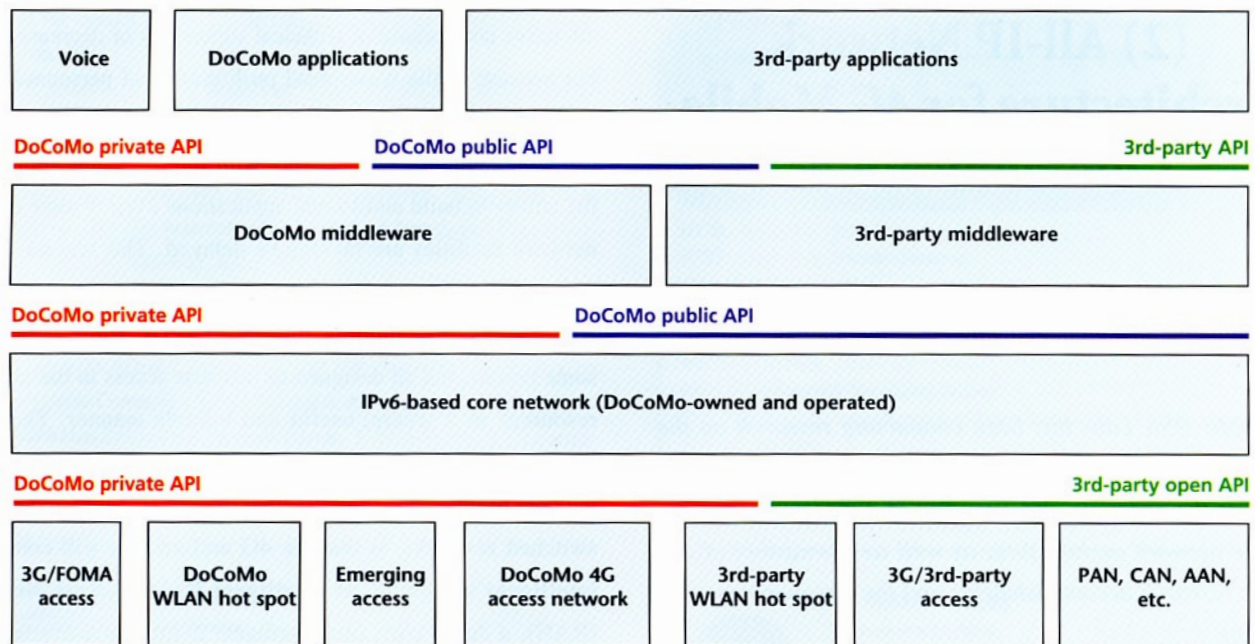 Voice
DoCoMo applications
3rd-party applications
DoCoMo private API
DoCoMo public API
3rd-party API
DoCoMo middleware
3rd-party middleware
DoCoMo private API
DoCoMo public API
IPv6-based core network (DoCoMo-owned and operated)
DoCoMo private API
3rd-party open API
3G/FOMA
access
DoCoMo
WLAN hot spot
Emerging
access
DoCoMo 4G
access network
3rd-party
WLAN hot spot
3G/3rd-party
access
PAN, CAN, AAN,
etc.